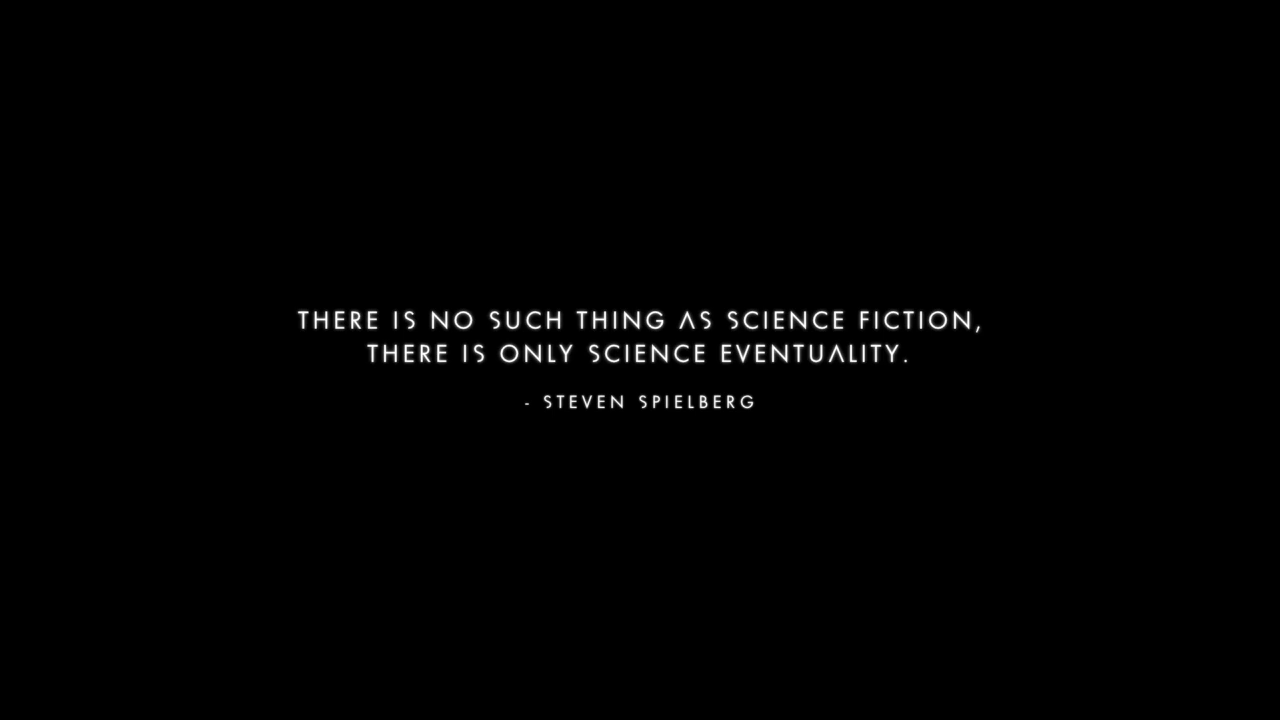 THERE IS NO SUCH THING AS SCIENCE FICTION,
THERE IS ONLY SCIENCE EVENTUALITY.
- STEVEN SPIELBERG